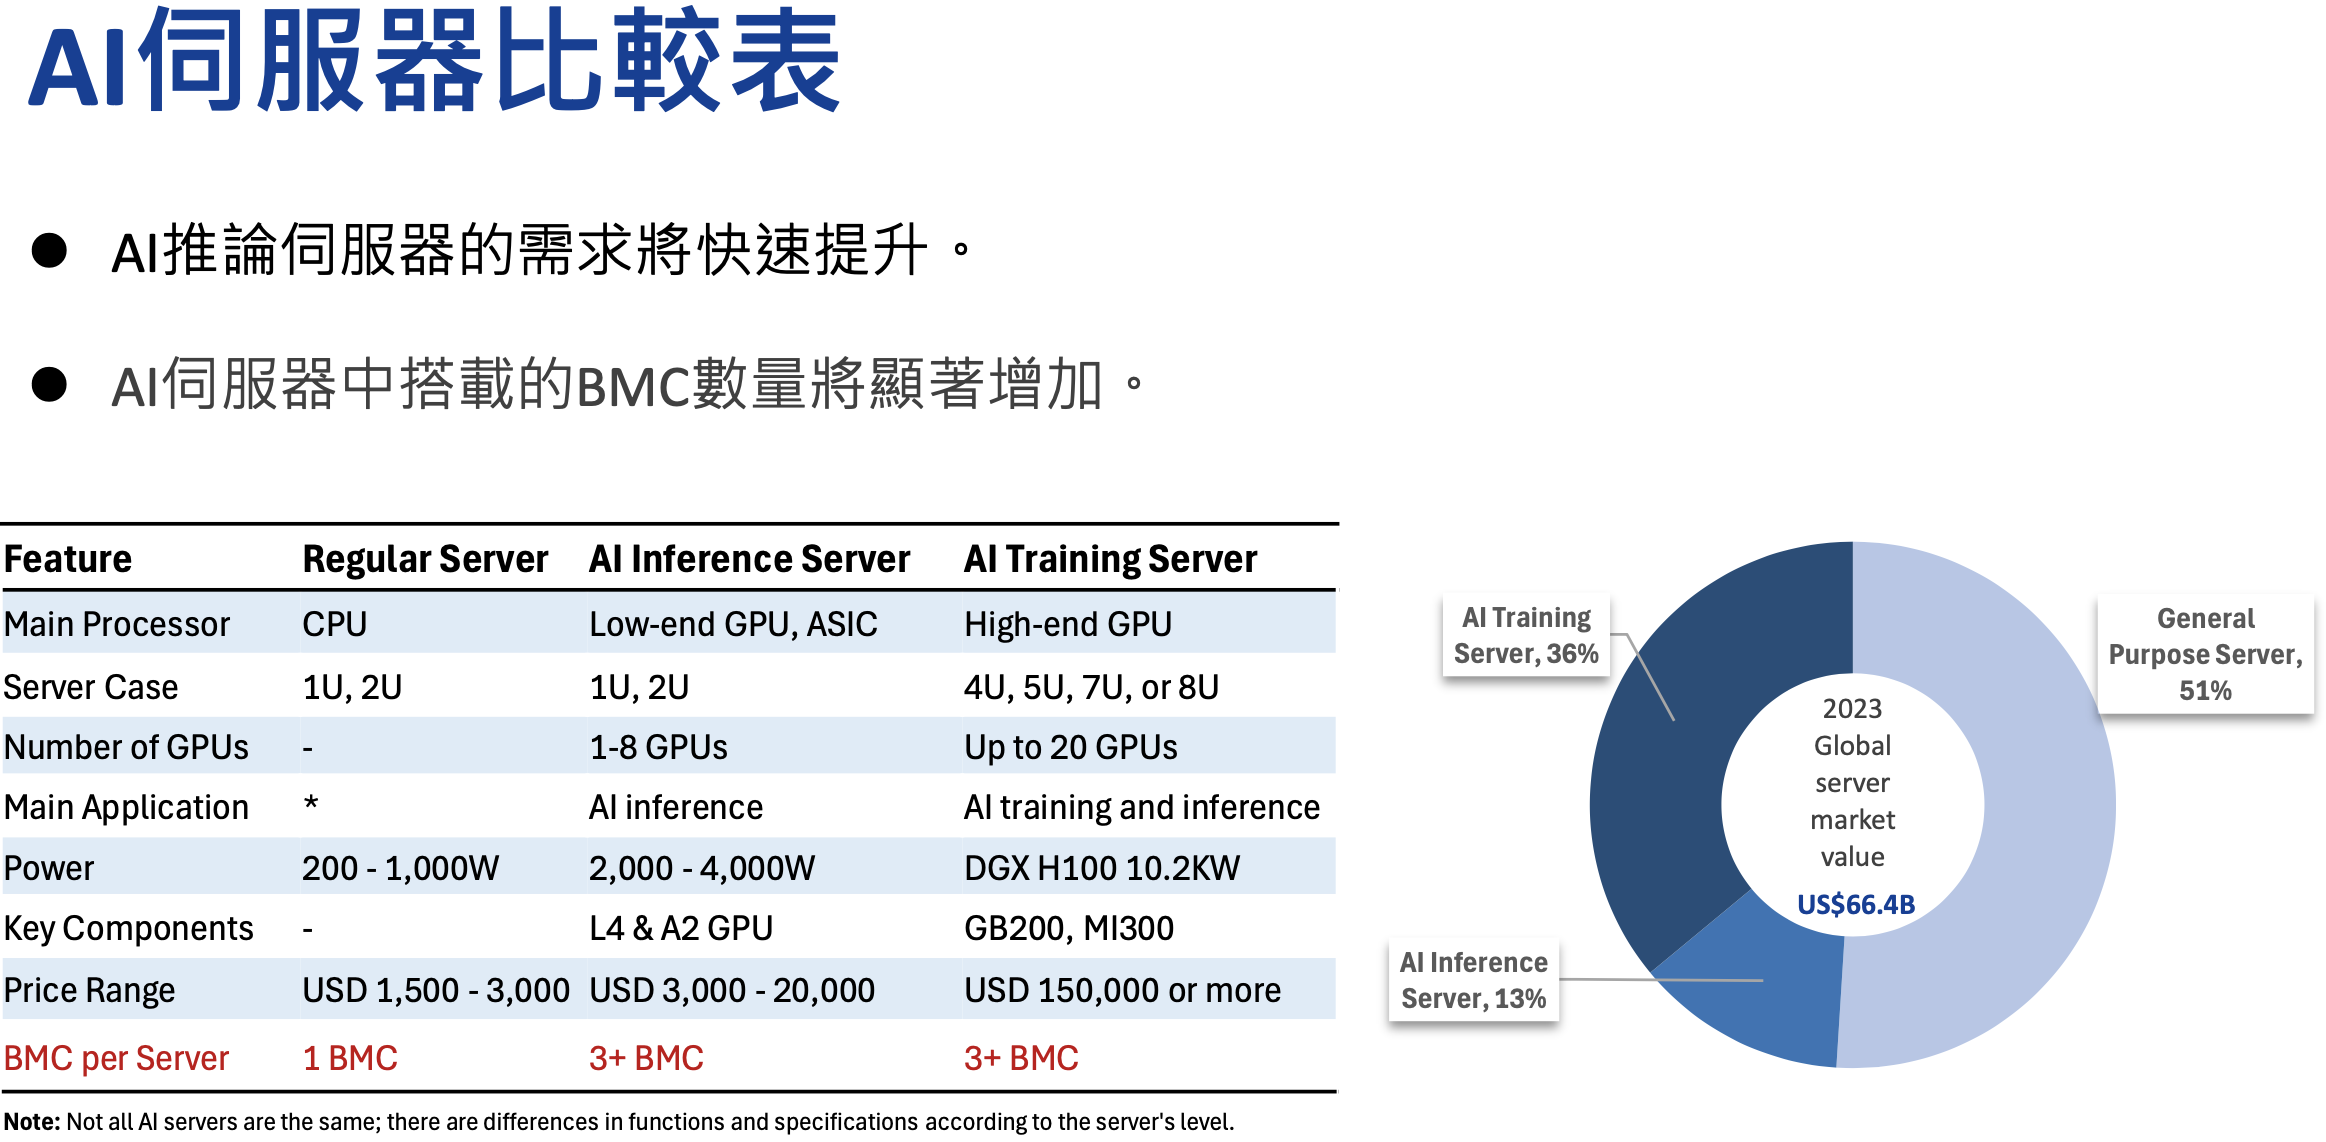 AI伺服器比較表
● AI推論伺服器的需求將快速提升。
● AI伺服器中搭載的BMC數量將顯著增加。
Feature Regular Server AI Inference Server AI Training Server
Main Processor CPU Low-end GPU, ASIC High-end GPU
Server Case 1U, 2U 1U, 2U 4U, 5U, 7U, or 8U
Number of GPUs - 1-8 GPUs Up to 20 GPUs
Main Application * AI inference AI training and inference
Power 200 - 1,000W 2,000 - 4,000W DGX H100 10.2KW
Key Components - L4 & A2 GPU GB200, MI300
Price Range USD 1,500 - 3,000 USD 3,000 - 20,000 USD 150,000 or more
BMC per Server 1 BMC 3+ BMC 3+ BMC
Note: Not all AI servers are the same; there are differences in functions and specifications according to the server's level.
AI Training
Server, 36%
General
Purpose Server,
51%
2023
Global
server
market
value
US$66.4B
AI Inference
Server, 13%